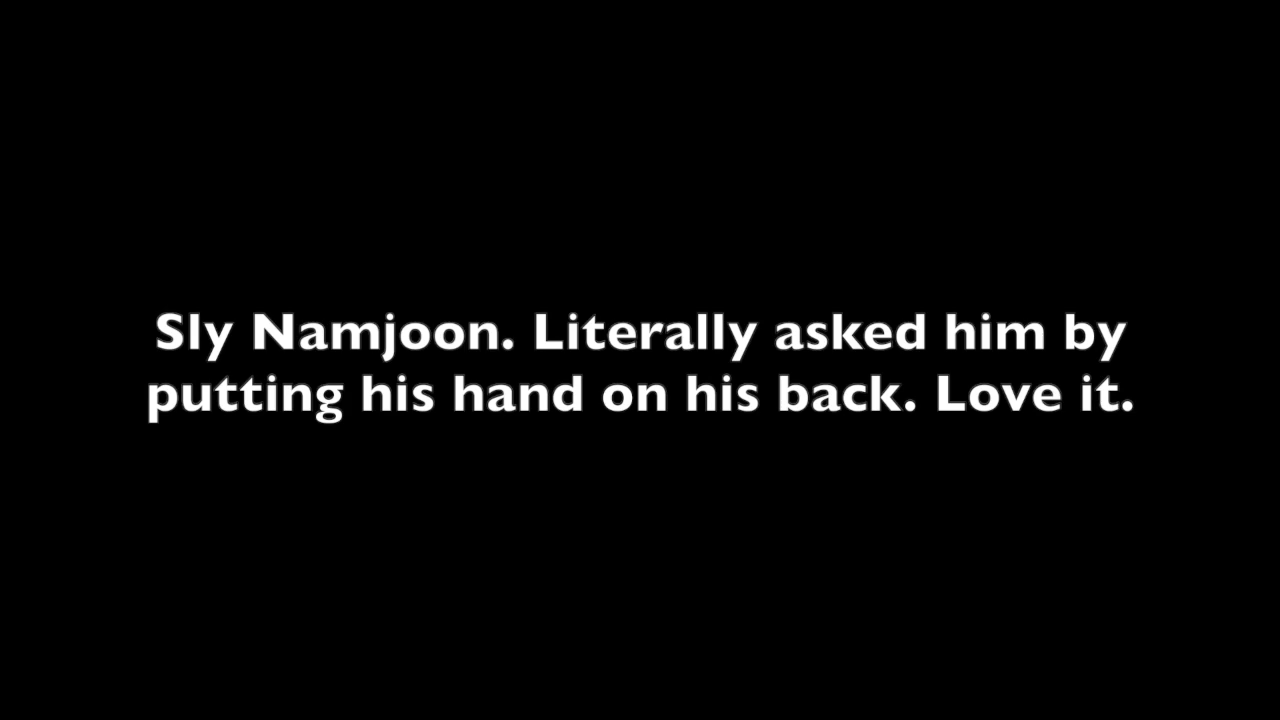 Sly Namjoon. Literally asked him by
putting his hand on his back. Love it.